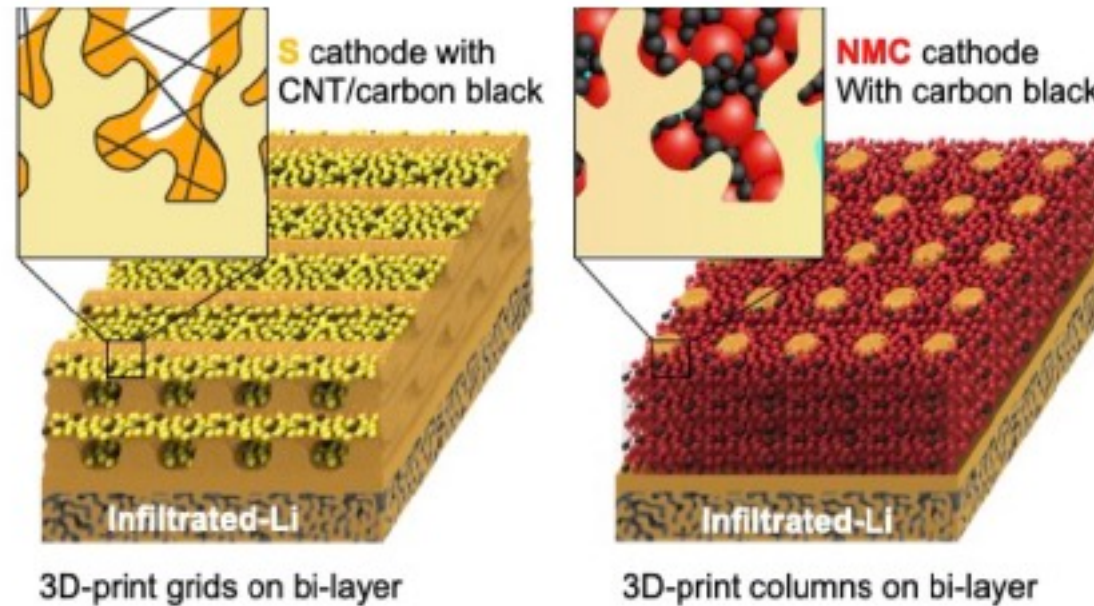 S cathode with
CNT/carbon black
NMC cathode
With carbon black
Infiltrated-Li
Infiltrated-Li
3D-print grids on bi-layer
3D-print columns on bi-layer